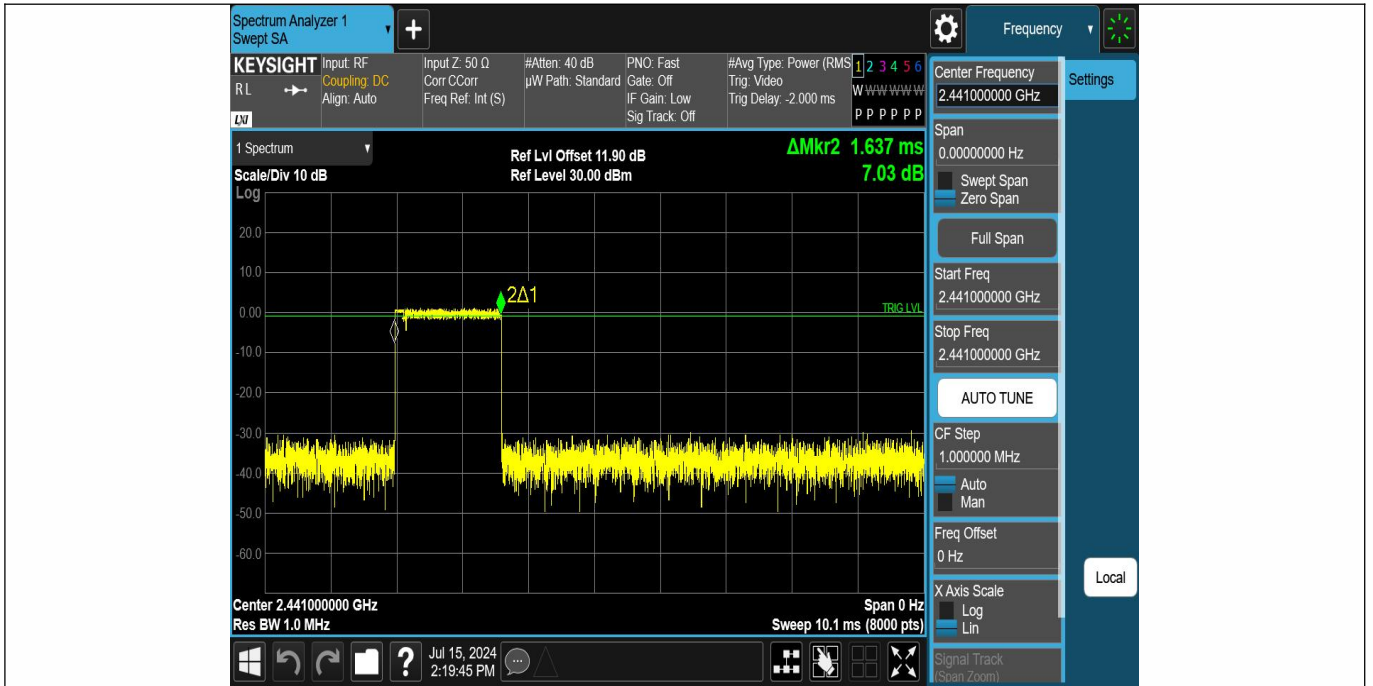 Spectrum Analyzer 1
Swept SA
+
Frequency
KEYSIGHT
R L
LXI
Input: RF
Coupling: DC
Align: Auto
Input Z: 50 Ω
Corr CCorr
Freq Ref: Int (S)
#Atten: 40 dB
µW Path: Standard
PNO: Fast
Gate: Off
IF Gain: Low
Sig Track: Off
#Avg Type: Power (RMS
Trig: Video
Trig Delay: -2.000 ms
1 2 3 4 5 6
W W W W W W
P P P P P P
1 Spectrum
Scale/Div 10 dB
Log
Ref Lvl Offset 11.90 dB
Ref Level 30.00 dBm
ΔMkr2 1.637 ms
7.03 dB
20.0
10.0
0.00
-10.0
-20.0
-30.0
-40.0
-50.0
-60.0
2Δ1
TRIG LVL
Center 2.441000000 GHz
Res BW 1.0 MHz
Span 0 Hz
Sweep 10.1 ms (8000 pts)
Center Frequency
2.441000000 GHz
Settings
Span
0.00000000 Hz
Swept Span
Zero Span
Full Span
Start Freq
2.441000000 GHz
Stop Freq
2.441000000 GHz
AUTO TUNE
CF Step
1.000000 MHz
Auto
Man
Freq Offset
0 Hz
X Axis Scale
Log
Lin
Local
Signal Track
(Span Zoom)
?
Jul 15, 2024
2:19:45 PM